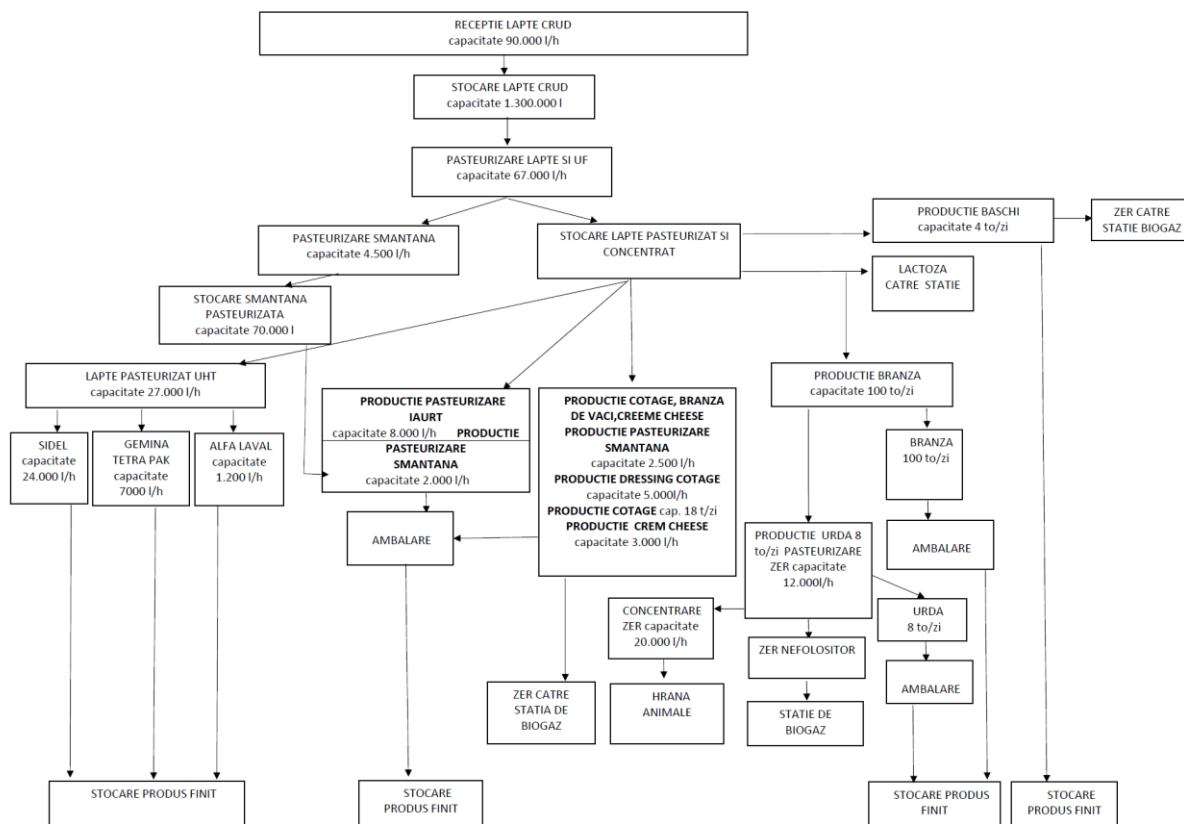 RECEPTIE LAPTE CRUD
capacitate 90.000 l/h
STOCARE LAPTE CRUD
capacitate 1.300.000 l
PASTEURIZARE LAPTE SI UF
capacitate 67.000 l/h
PRODUCTIE BASCHI
capacitate 4 to/zi
ZER CATRE
STATIE BIOGAZ
PASTEURIZARE SMANTANA
capacitate 4.500 l/h
STOCARE LAPTE PASTEURIZAT SI
CONCENTRAT
LACTOZA
CATRE STATIE
STOCARE SMANTANA
PASTEURIZATA
capacitate 70.000 l
LAPTE PASTEURIZAT UHT
capacitate 27.000 l/h
PRODUCTIE BRANZA
capacitate 100 to/zi
PRODUCTIE PASTEURIZARE
IAURT
capacitate 8.000 l/h PRODUCTIE
PASTEURIZARE
SMANTANA
capacitate 2.000 l/h
PRODUCTIE COTAGE, BRANZA
DE VACI,CREEME CHEESE
PRODUCTIE PASTEURIZARE
SMANTANA
capacitate 2.500 l/h
PRODUCTIE DRESSING COTAGE
capacitate 5.000l/h
PRODUCTIE COTAGE cap. 18 t/zi
PRODUCTIE CREM CHEESE
capacitate 3.000 l/h
SIDEL
capacitate
24.000 l/h
GEMINA
TETRA PAK
capacitate
7000 l/h
ALFA LAVAL
capacitate
1.200 l/h
BRANZA
100 to/zi
AMBALARE
PRODUCTIE URDA 8
to/zi PASTEURIZARE
ZER capacitate
12.000l/h
AMBALARE
CONCENTRARE
ZER capacitate
20.000 l/h
URDA
8 to/zi
ZER NEFOLOSITOR
AMBALARE
ZER CATRE
STATIA DE
BIOGAZ
HRANA
ANIMALE
STATIE DE
BIOGAZ
STOCARE PRODUS FINIT
STOCARE
PRODUS FINIT
STOCARE PRODUS
FINIT
STOCARE
PRODUS FINIT